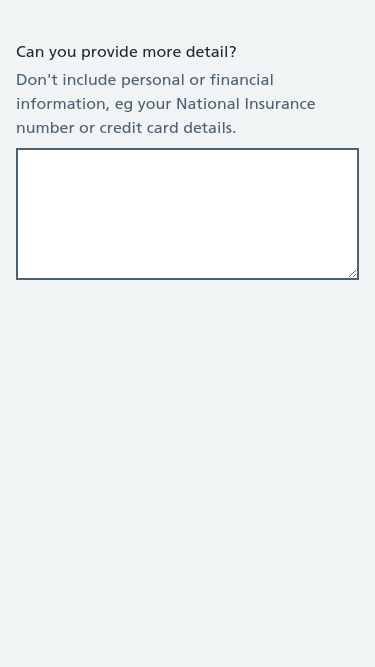 Can you provide more detail?
Don't include personal or financial
information, eg your National Insurance
number or credit card details.